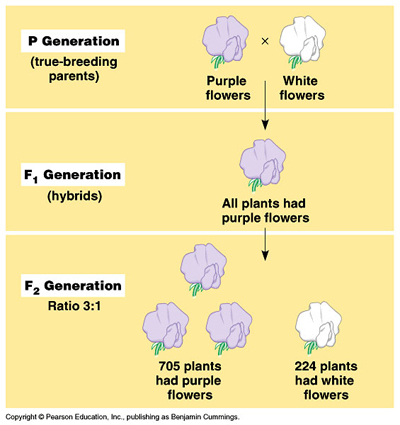 P Generation
(true-breeding
parents)
×
Purple
flowers
White
flowers
F1 Generation
(hybrids)
All plants had
purple flowers
F2 Generation
Ratio 3:1
705 plants
had purple
flowers
224 plants
had white
flowers
Copyright © Pearson Education, Inc., publishing as Benjamin Cummings.